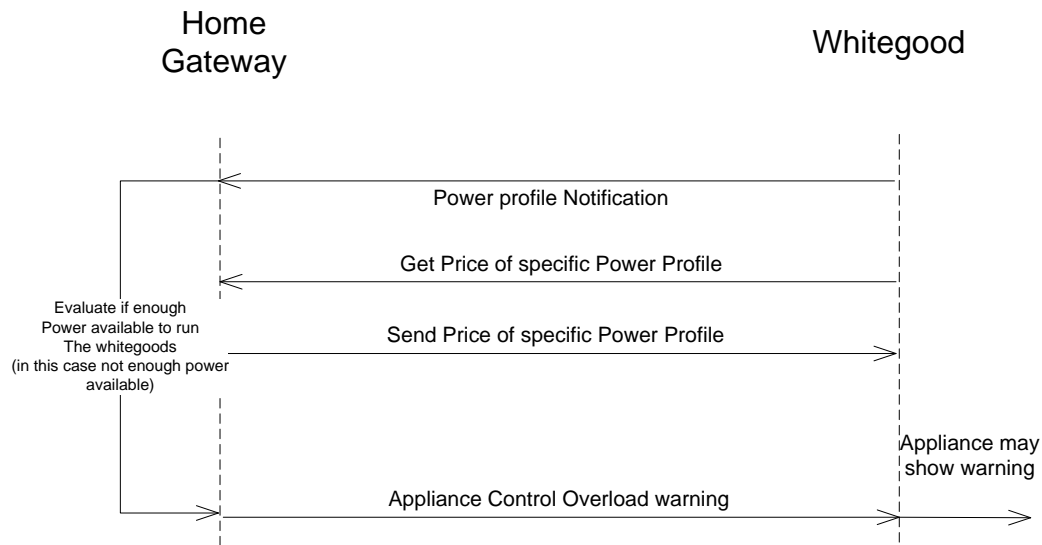 Home
Gateway
Whitegood
Power profile Notification
Get Price of specific Power Profile
Evaluate if enough
Power available to run
The whitegoods
(in this case not enough power
available)
Send Price of specific Power Profile
Appliance may
show warning
Appliance Control Overload warning